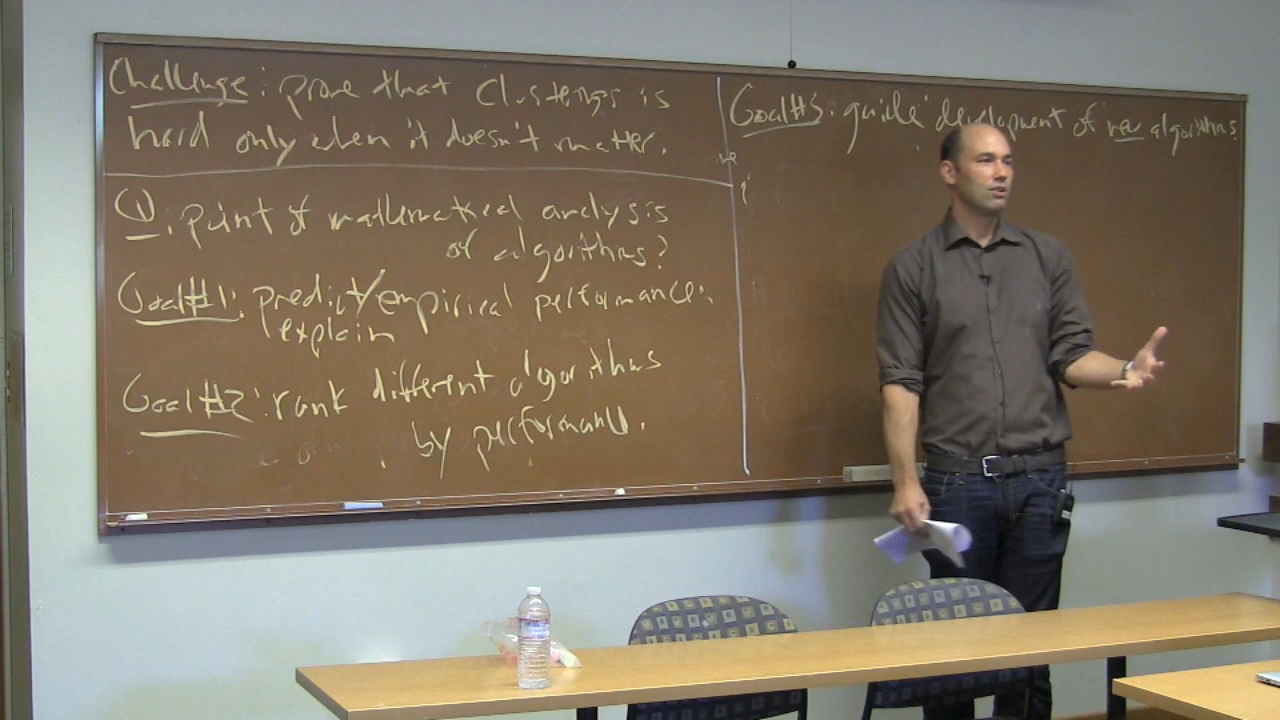 Challenge: prove that clusterings is
hard only when it doesn't matter.
Q: point of mathematical analysis
of algorithms?
Goal #1: predict/empirical performance:
explain
Goal #2: rank different algorithms
by performance.
Goal #3: guide development of new algorithms